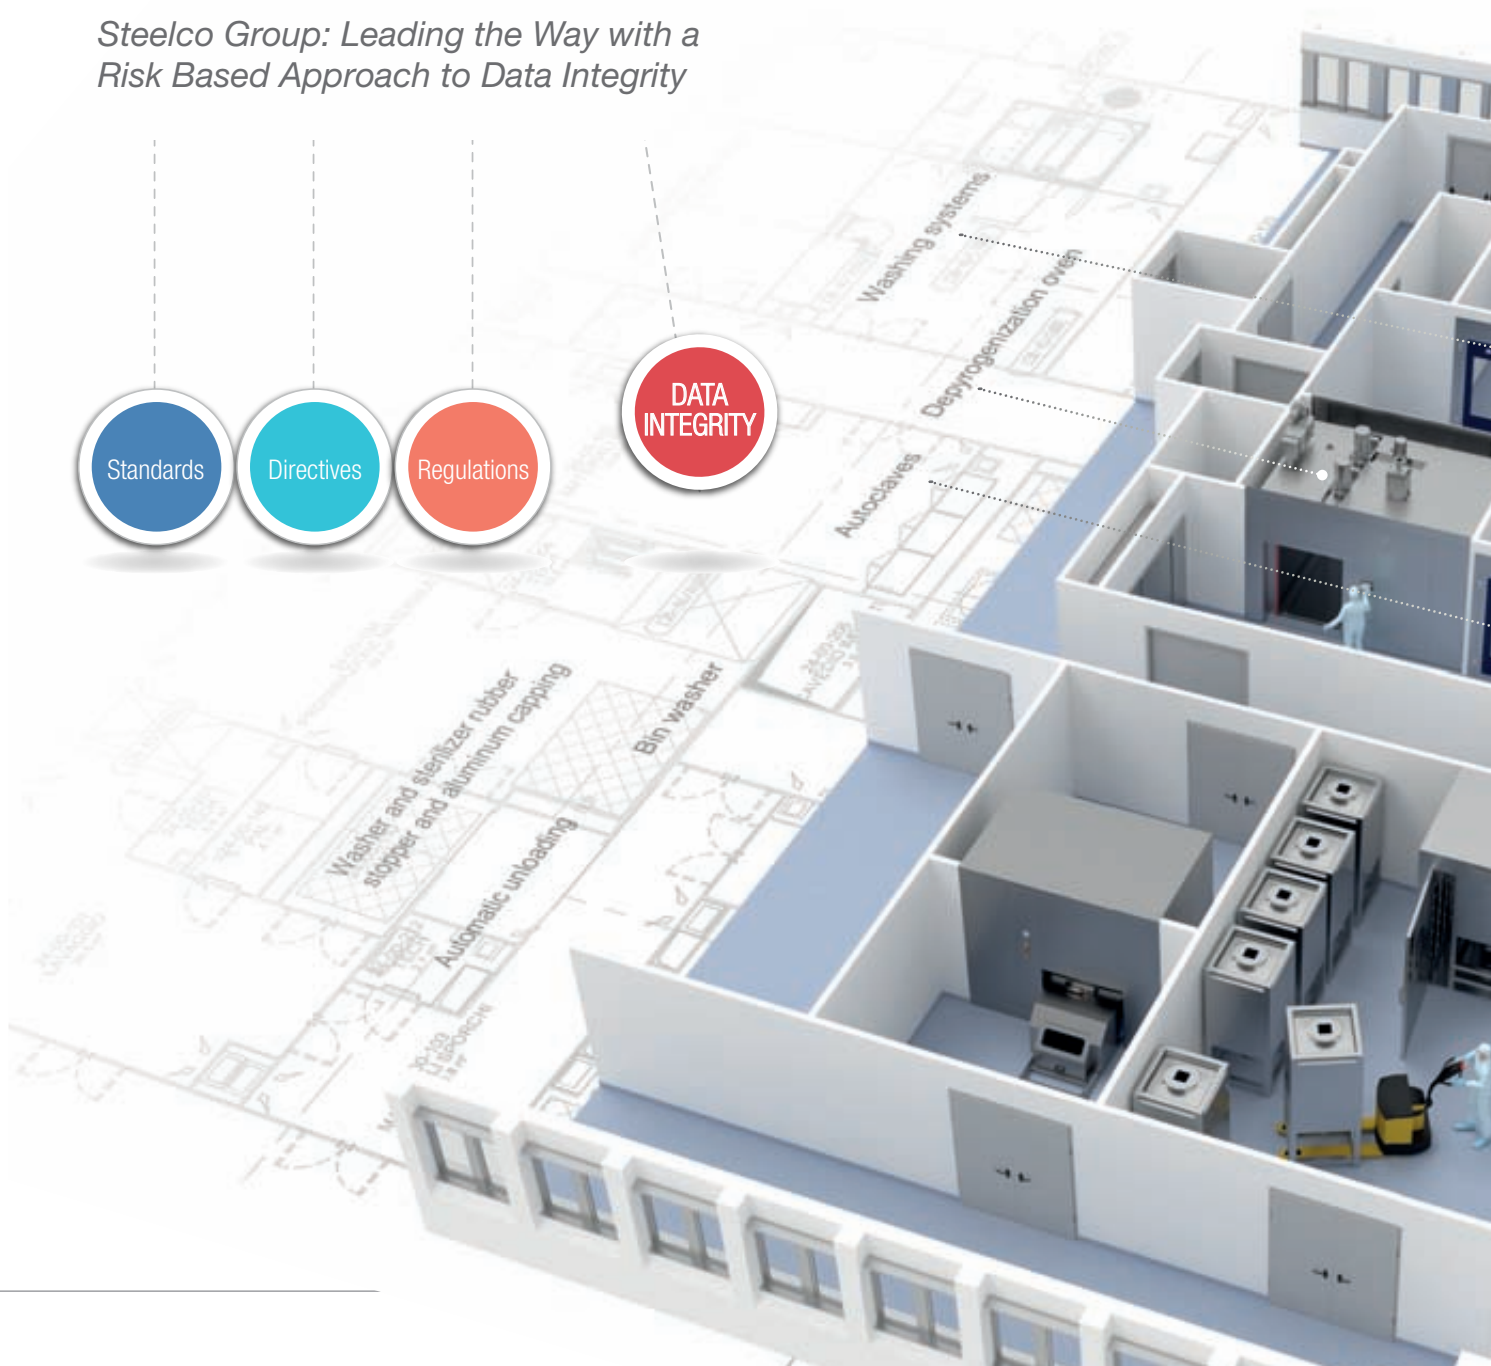 Steelco Group: Leading the Way with a
Risk Based Approach to Data Integrity
Standards
Directives
Regulations
DATA
INTEGRITY
Washing systems
Depyrogenization oven
Autoclaves
Bin washer
Washer and sterilizer rubber
stopper and aluminum capping
Automatic unloading